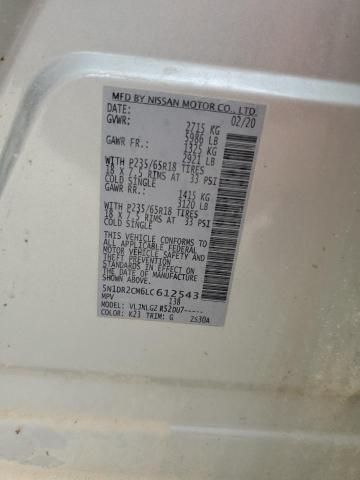 MFD BY NISSAN MOTOR CO., LTD.
DATE: 02/20
GVWR: 2715 KG
5986 LB
GAWR FR.: 1325 KG
2921 LB
WITH P235/65R18 TIRES
18 X 7.5 RIMS AT 33 PSI
COLD SINGLE
GAWR RR.: 1415 KG
3120 LB
WITH P235/65R18 TIRES
18 X 7.5 RIMS AT 33 PSI
COLD SINGLE
THIS VEHICLE CONFORMS TO ALL
APPLICABLE FEDERAL
MOTOR VEHICLE SAFETY AND
THEFT PREVENTION
STANDARDS IN EFFECT ON THE
DATE OF MANUFACTURE
SHOWN ABOVE.
5N1DR2CM6LC612543
MPV 138
MODEL: R52DU7-----
COLOR: K23 TRIM: G 2s30A